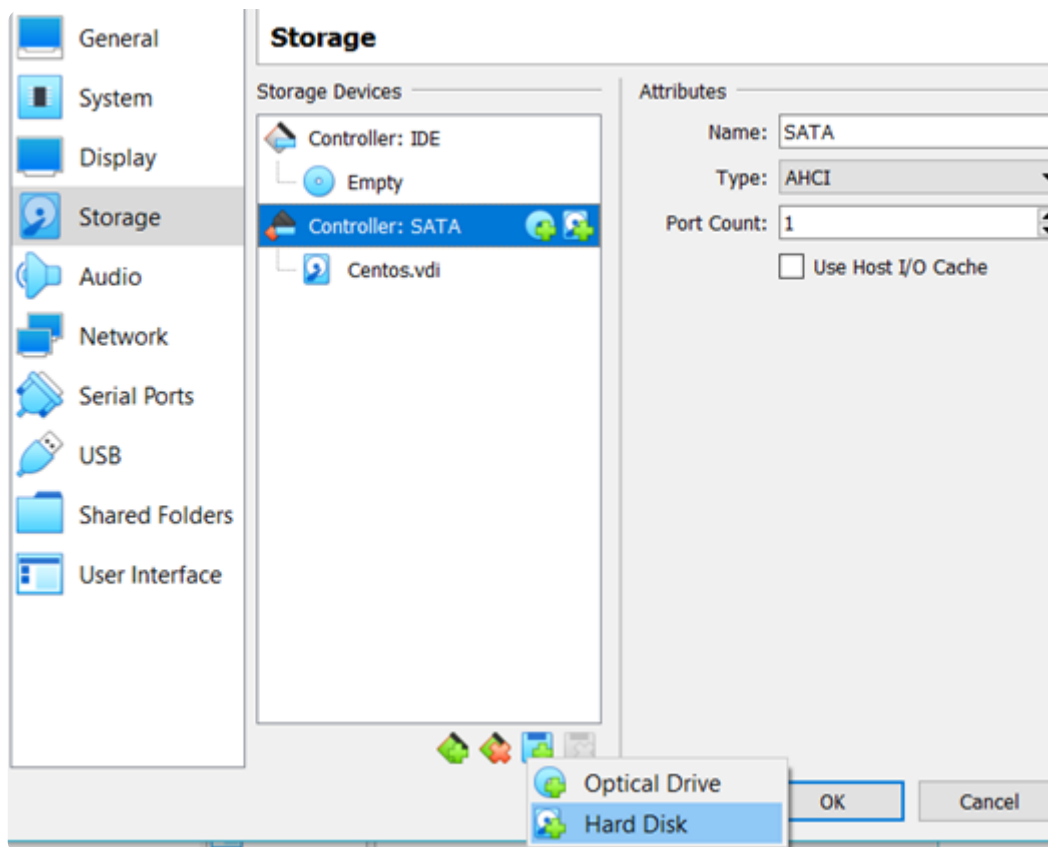 General
System
Display
Storage
Audio
Network
Serial Ports
USB
Shared Folders
User Interface
Storage
Storage Devices
Controller: IDE
Empty
Controller: SATA
Centos.vdi
Attributes
Name: SATA
Type: AHCI
Port Count: 1
Use Host I/O Cache
Optical Drive
Hard Disk
OK
Cancel